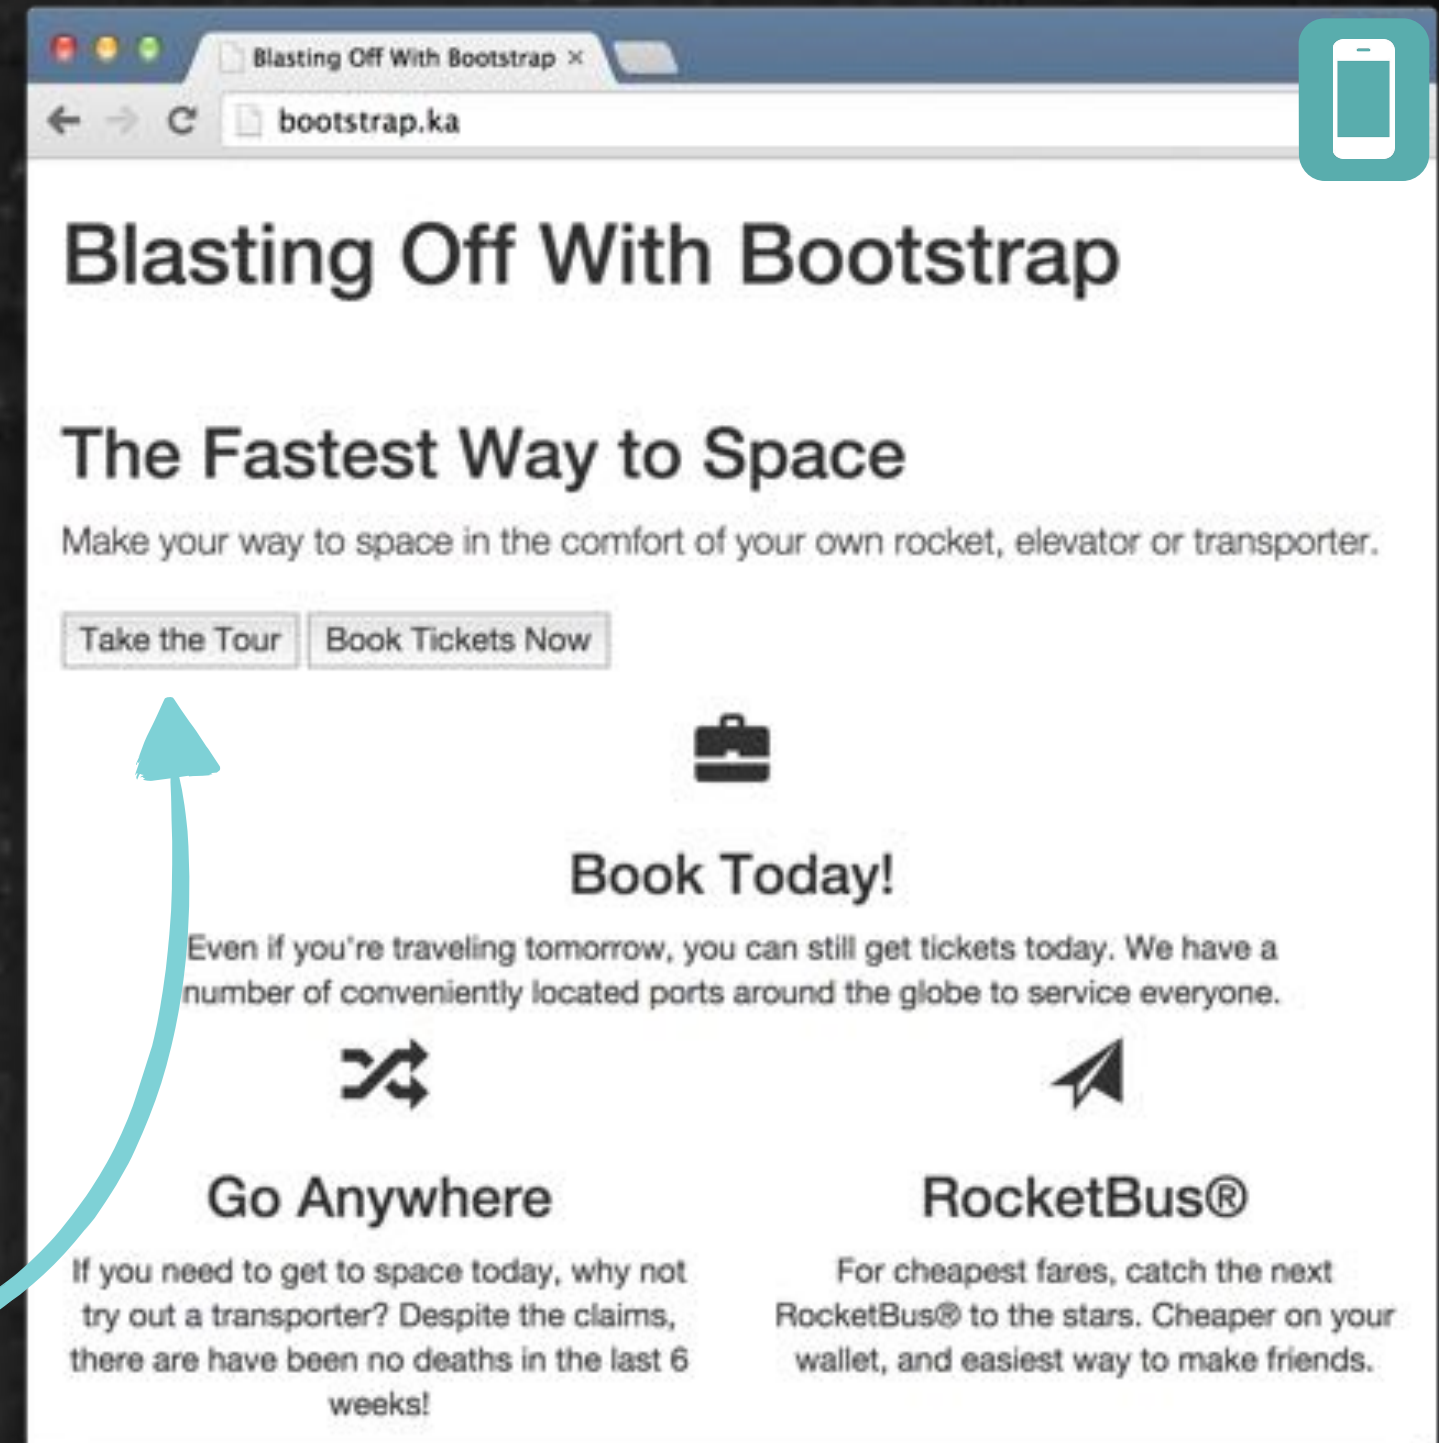 Blasting Off With Bootstrap ×
bootstrap.ka
Blasting Off With Bootstrap
The Fastest Way to Space
Make your way to space in the comfort of your own rocket, elevator or transporter.
Take the Tour
Book Tickets Now
Book Today!
Even if you're traveling tomorrow, you can still get tickets today. We have a
number of conveniently located ports around the globe to service everyone.
Go Anywhere
If you need to get to space today, why not
try out a transporter? Despite the claims,
there are have been no deaths in the last 6
weeks!
RocketBus®
For cheapest fares, catch the next
RocketBus® to the stars. Cheaper on your
wallet, and easiest way to make friends.